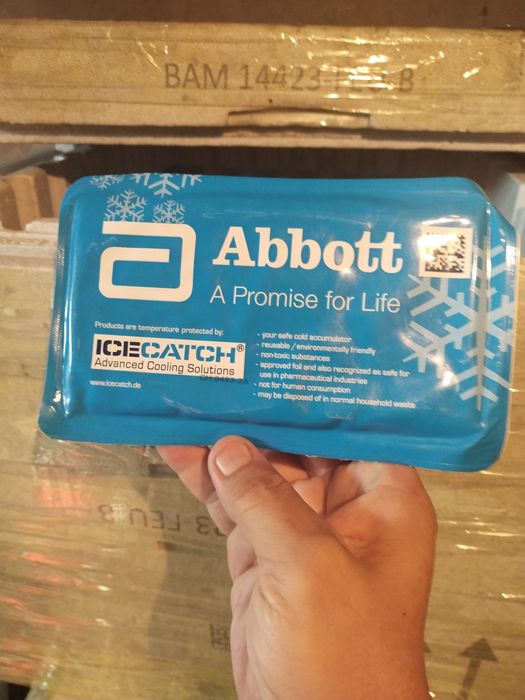 BAM 14423
Abbott
A Promise for Life
Products are temperature protected by:
ICECATCH®
Advanced Cooling Solutions
www.icecatch.de
- your safe cold accumulator
- reusable / environmentally friendly
- non-toxic substances
- approved foil and also recognized as safe for
use in pharmaceutical industries
- not for human consumption
- may be disposed of in normal household waste